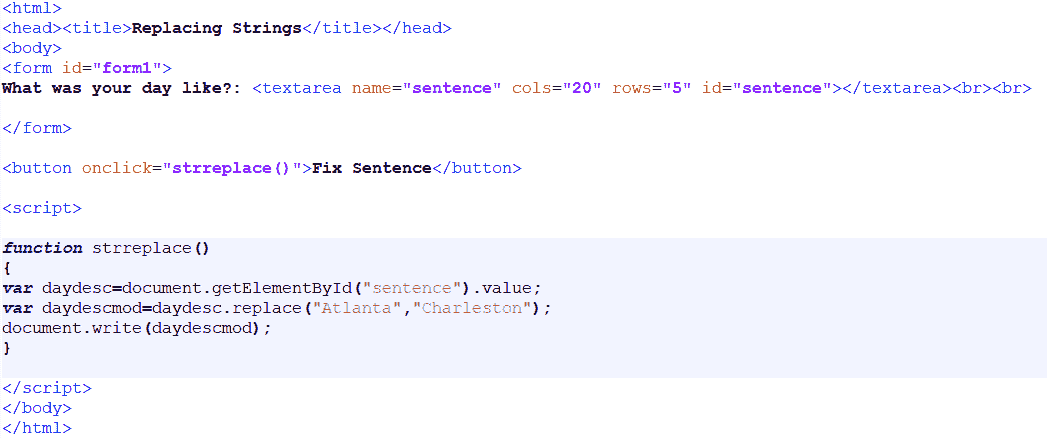 <html>
<head><title>Replacing Strings</title></head>
<body>
<form id="form1">
What was your day like?: <textarea name="sentence" cols="20" rows="5" id="sentence"></textarea><br><br>
</form>
<button onclick="strreplace()">Fix Sentence</button>
<script>
function strreplace()
{
var daydesc=document.getElementById("sentence").value;
var daydescmod=daydesc.replace("Atlanta","Charleston");
document.write(daydescmod);
}
</script>
</body>
</html>